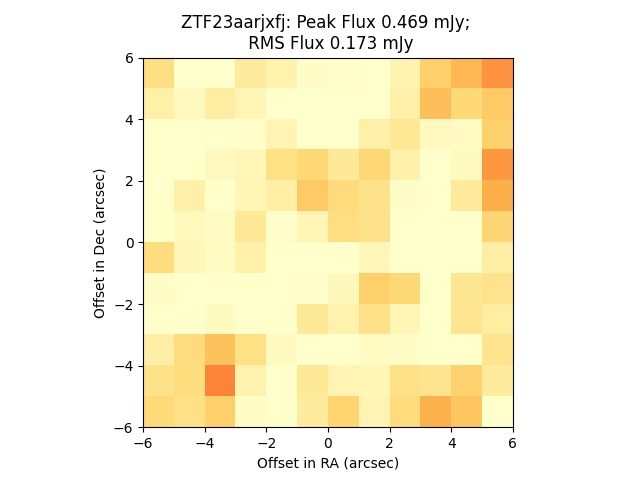 ZTF23aarjxfj: Peak Flux 0.469 mJy;
RMS Flux 0.173 mJy
6
4
2
0
−2
−4
−6
Offset in Dec (arcsec)
−6 −4 −2 0 2 4 6
Offset in RA (arcsec)